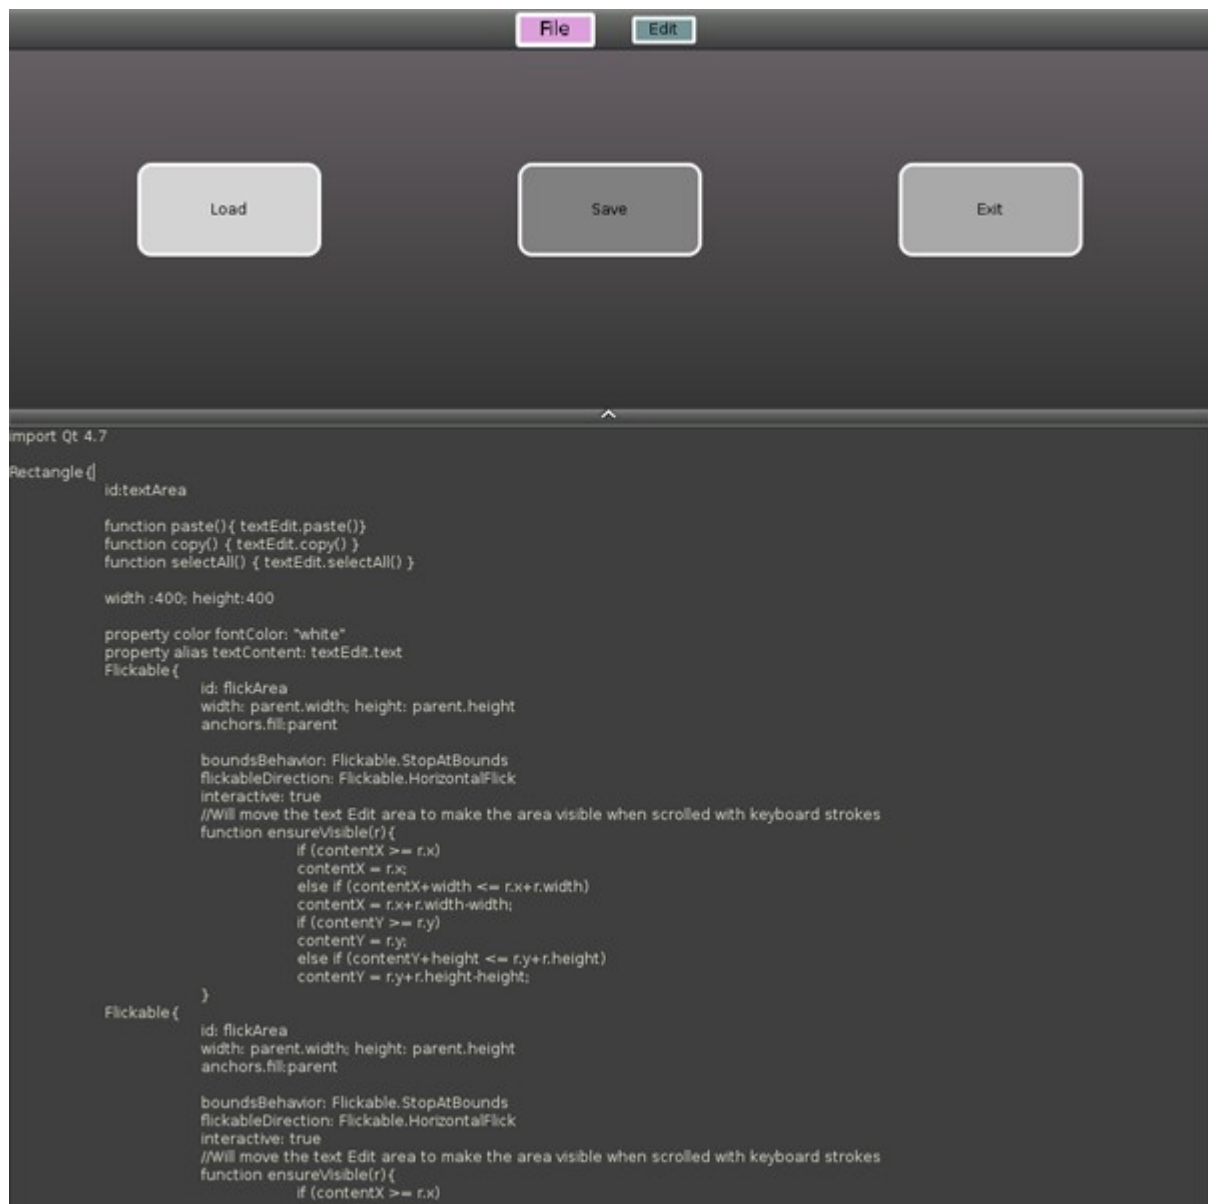 File Edit
Load Save Exit
import Qt 4.7
Rectangle{
id:textArea
function paste(){ textEdit.paste()}
function copy() { textEdit.copy() }
function selectAll() { textEdit.selectAll() }
width :400; height:400
property color fontColor: "white"
property alias textContent: textEdit.text
Flickable{
id: flickArea
width: parent.width; height: parent.height
anchors.fill:parent
boundsBehavior: Flickable.StopAtBounds
flickableDirection: Flickable.HorizontalFlick
interactive: true
//Will move the text Edit area to make the area visible when scrolled with keyboard strokes
function ensureVisible(r){
if (contentX >= r.x)
contentX = r.x;
else if (contentX+width <= r.x+r.width)
contentX = r.x+r.width-width;
if (contentY >= r.y)
contentY = r.y;
else if (contentY+height <= r.y+r.height)
contentY = r.y+r.height-height;
}
Flickable{
id: flickArea
width: parent.width; height: parent.height
anchors.fill:parent
boundsBehavior: Flickable.StopAtBounds
flickableDirection: Flickable.HorizontalFlick
interactive: true
//Will move the text Edit area to make the area visible when scrolled with keyboard strokes
function ensureVisible(r){
if (contentX >= r.x)